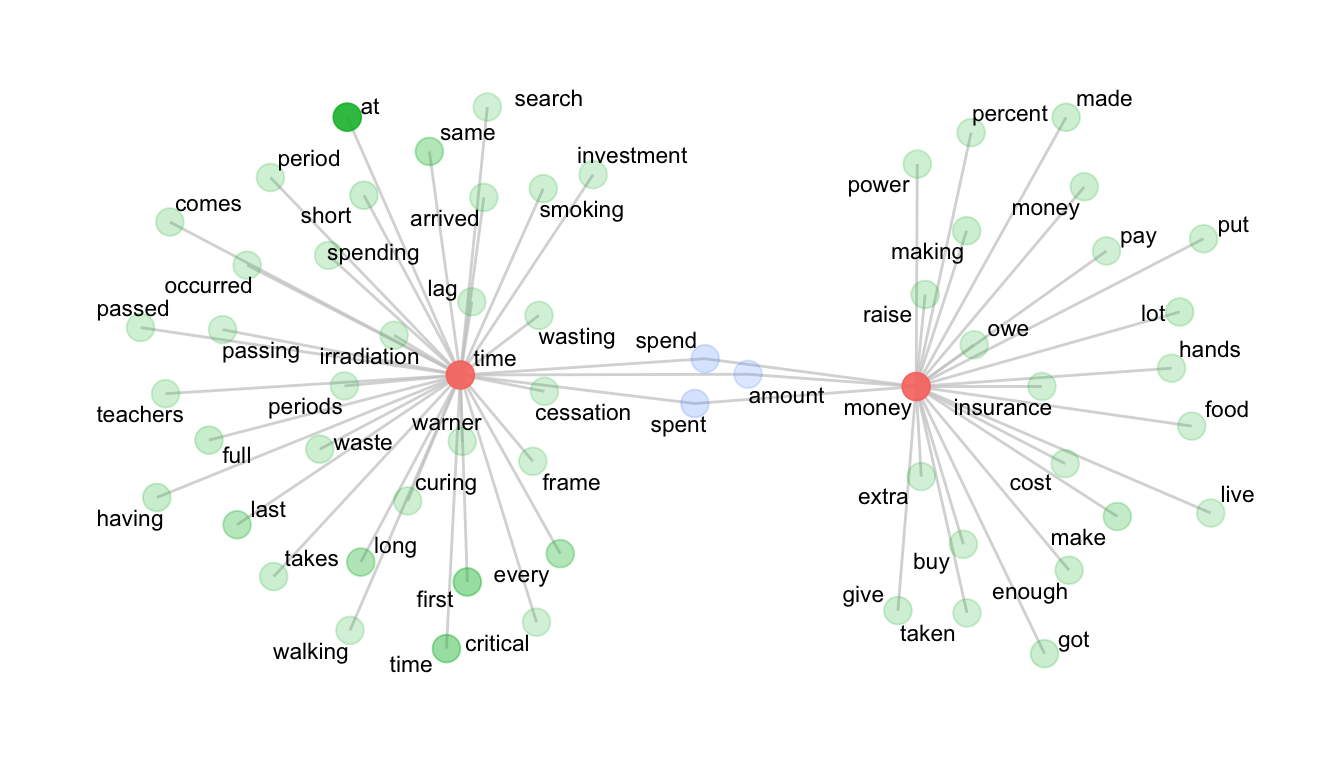 at
search
made
percent
same
period
investment
power
comes
short
arrived
smoking
money
put
spending
making
pay
occurred
lag
passed
raise
lot
owe
passing
irradiation
time
wasting
spend
hands
teachers
periods
cessation
amount
money
insurance
food
warner
spent
waste
full
curing
frame
extra
cost
live
having
last
make
takes
long
every
buy
first
give
enough
taken
walking
time
critical
got